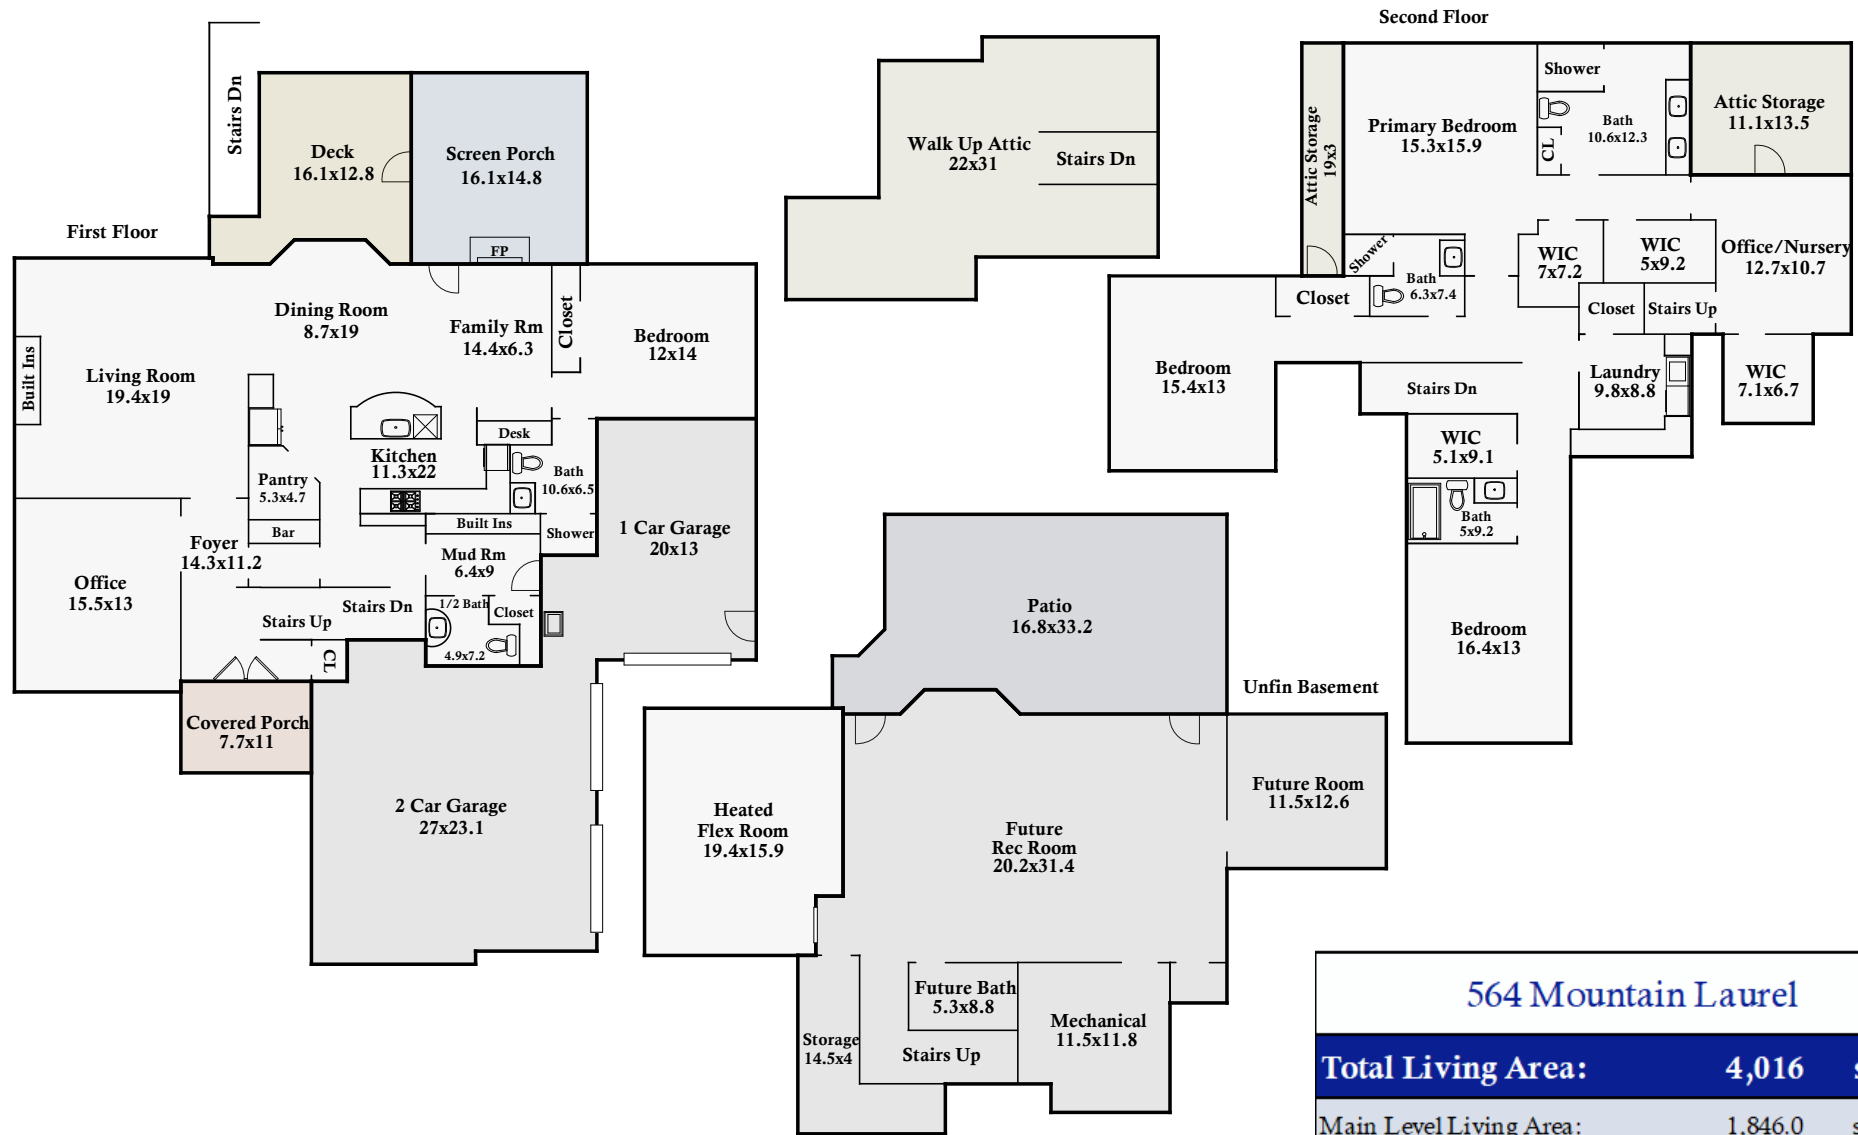 First Floor
Stairs Dn
Deck
16.1x12.8
Screen Porch
16.1x14.8
FP
Dining Room
8.7x19
Family Rm
14.4x6.3
Closet
Bedroom
12x14
Built Ins
Living Room
19.4x19
Desk
Kitchen
11.3x22
Pantry
5.3x4.7
Bath
10.6x6.5
Bar
Built Ins
Shower
1 Car Garage
20x13
Foyer
14.3x11.2
Mud Rm
6.4x9
Office
15.5x13
Stairs Dn
Stairs Up
1/2 Bath
Closet
4.9x7.2
CL
Covered Porch
7.7x11
2 Car Garage
27x23.1
Walk Up Attic
22x31
Stairs Dn
Second Floor
Attic Storage
19x3
Primary Bedroom
15.3x15.9
Shower
Bath
10.6x12.3
CL
Attic Storage
11.1x13.5
Shower
Bath
6.3x7.4
WIC
7x7.2
WIC
5x9.2
Office/Nursery
12.7x10.7
Closet
Closet
Stairs Up
Bedroom
15.4x13
Stairs Dn
Laundry
9.8x8.8
WIC
7.1x6.7
WIC
5.1x9.1
Bath
5x9.2
Bedroom
16.4x13
Patio
16.8x33.2
Unfin Basement
Heated
Flex Room
19.4x15.9
Future
Rec Room
20.2x31.4
Future Room
11.5x12.6
Future Bath
5.3x8.8
Storage
14.5x4
Stairs Up
Mechanical
11.5x11.8
564 Mountain Laurel
Total Living Area: 4,016 s
Main Level Living Area: 1,846.0 s